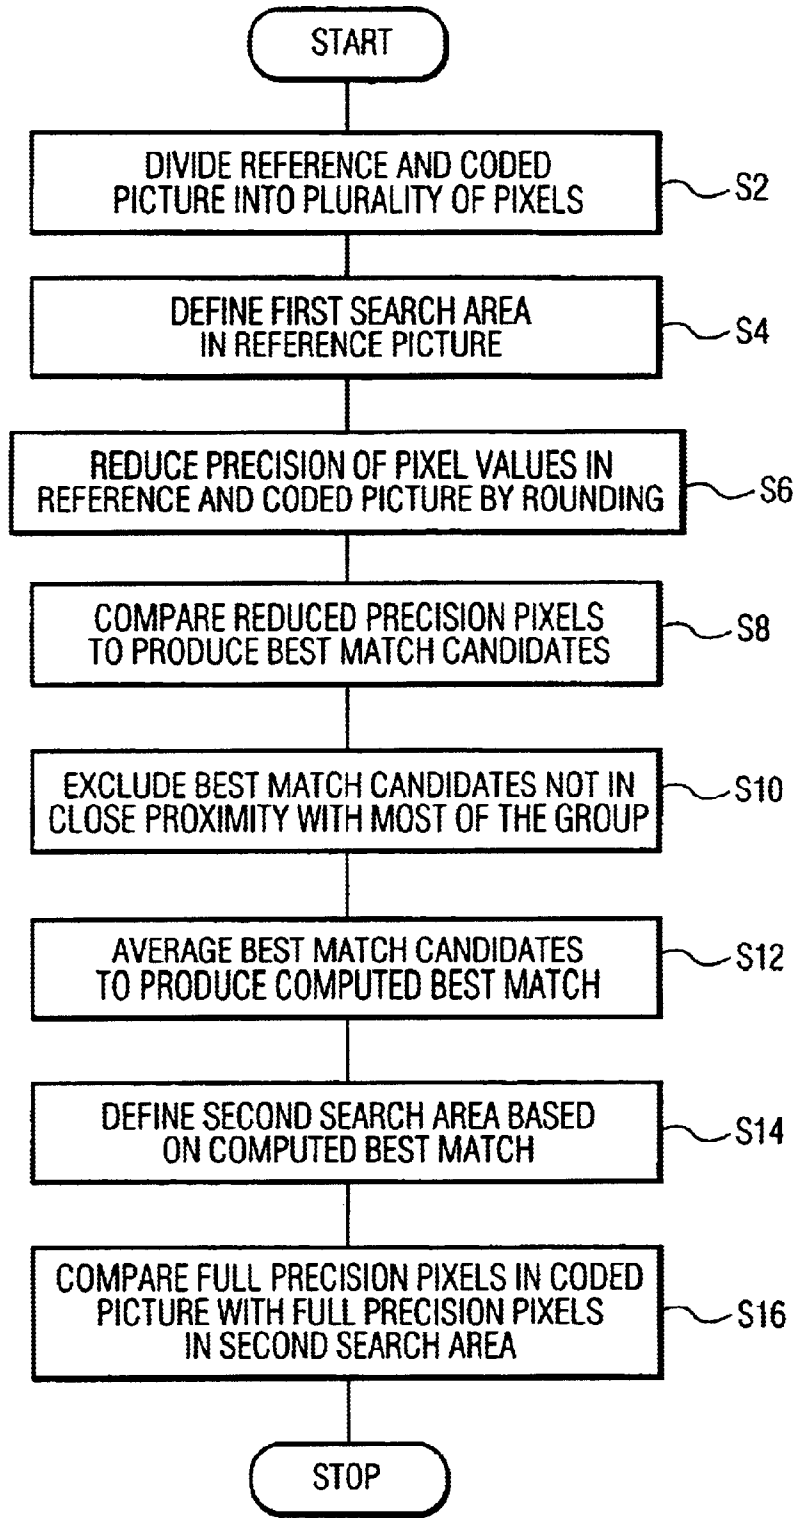 START
DIVIDE REFERENCE AND CODED
PICTURE INTO PLURALITY OF PIXELS
S2
DEFINE FIRST SEARCH AREA
IN REFERENCE PICTURE
S4
REDUCE PRECISION OF PIXEL VALUES IN
REFERENCE AND CODED PICTURE BY ROUNDING
S6
COMPARE REDUCED PRECISION PIXELS
TO PRODUCE BEST MATCH CANDIDATES
S8
EXCLUDE BEST MATCH CANDIDATES NOT IN
CLOSE PROXIMITY WITH MOST OF THE GROUP
S10
AVERAGE BEST MATCH CANDIDATES
TO PRODUCE COMPUTED BEST MATCH
S12
DEFINE SECOND SEARCH AREA BASED
ON COMPUTED BEST MATCH
S14
COMPARE FULL PRECISION PIXELS IN CODED
PICTURE WITH FULL PRECISION PIXELS
IN SECOND SEARCH AREA
S16
STOP